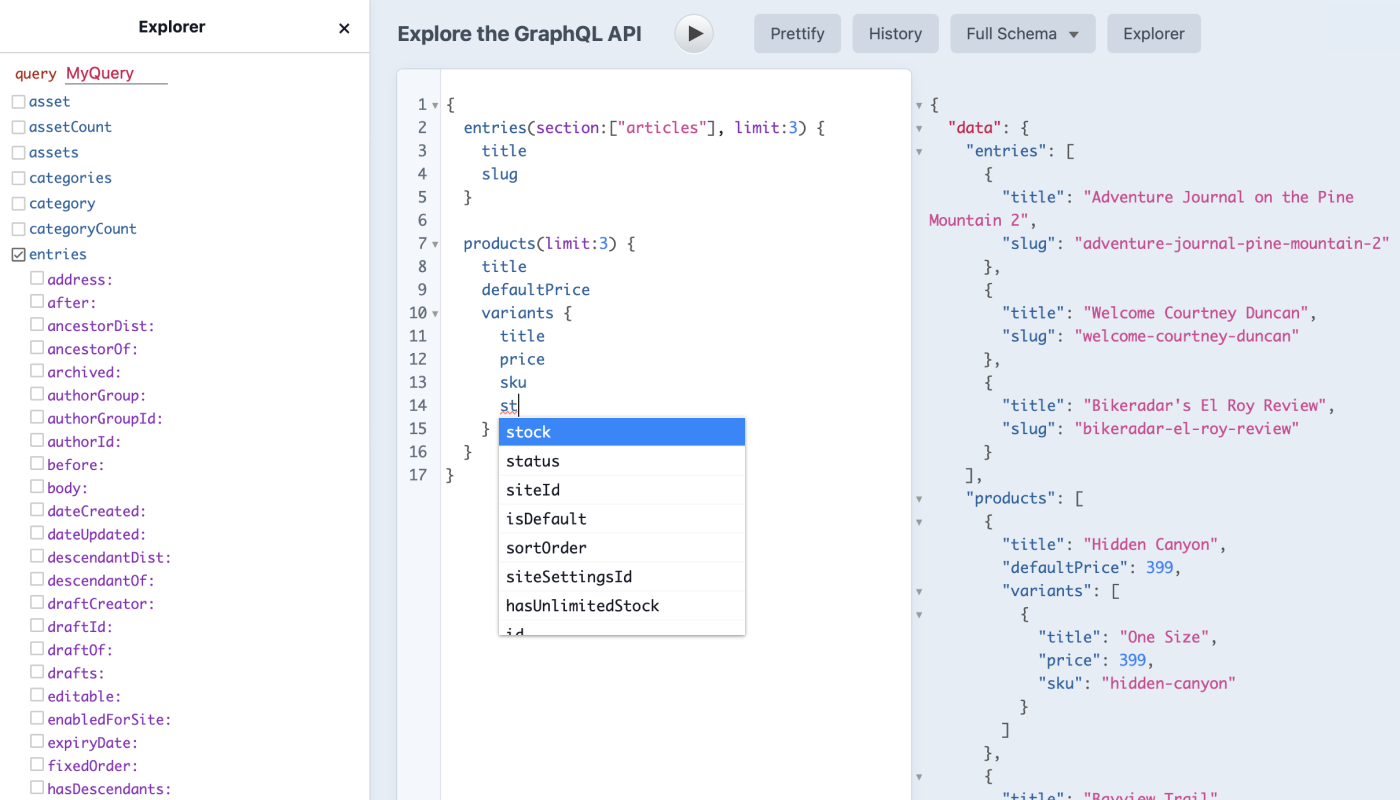 Explorer
×
query MyQuery
asset
assetCount
assets
categories
category
categoryCount
entries
address:
after:
ancestorDist:
ancestorOf:
archived:
authorGroup:
authorGroupId:
authorId:
before:
body:
dateCreated:
dateUpdated:
descendantDist:
descendantOf:
draftCreator:
draftId:
draftOf:
drafts:
editable:
enabledForSite:
expiryDate:
fixedOrder:
hasDescendants:
Explore the GraphQL API
Prettify
History
Full Schema
Explorer
1 {
2 entries(section:["articles"], limit:3) {
3 title
4 slug
5 }
6
7 products(limit:3) {
8 title
9 defaultPrice
10 variants {
11 title
12 price
13 sku
14 st
15 }
16 }
17 }
stock
status
siteId
isDefault
sortOrder
siteSettingsId
hasUnlimitedStock
id
{
"data": {
"entries": [
{
"title": "Adventure Journal on the Pine
Mountain 2",
"slug": "adventure-journal-pine-mountain-2"
},
{
"title": "Welcome Courtney Duncan",
"slug": "welcome-courtney-duncan"
},
{
"title": "Bikeradar's El Roy Review",
"slug": "bikeradar-el-roy-review"
}
],
"products": [
{
"title": "Hidden Canyon",
"defaultPrice": 399,
"variants": [
{
"title": "One Size",
"price": 399,
"sku": "hidden-canyon"
}
]
},
{
"title": "Bayview Trail",